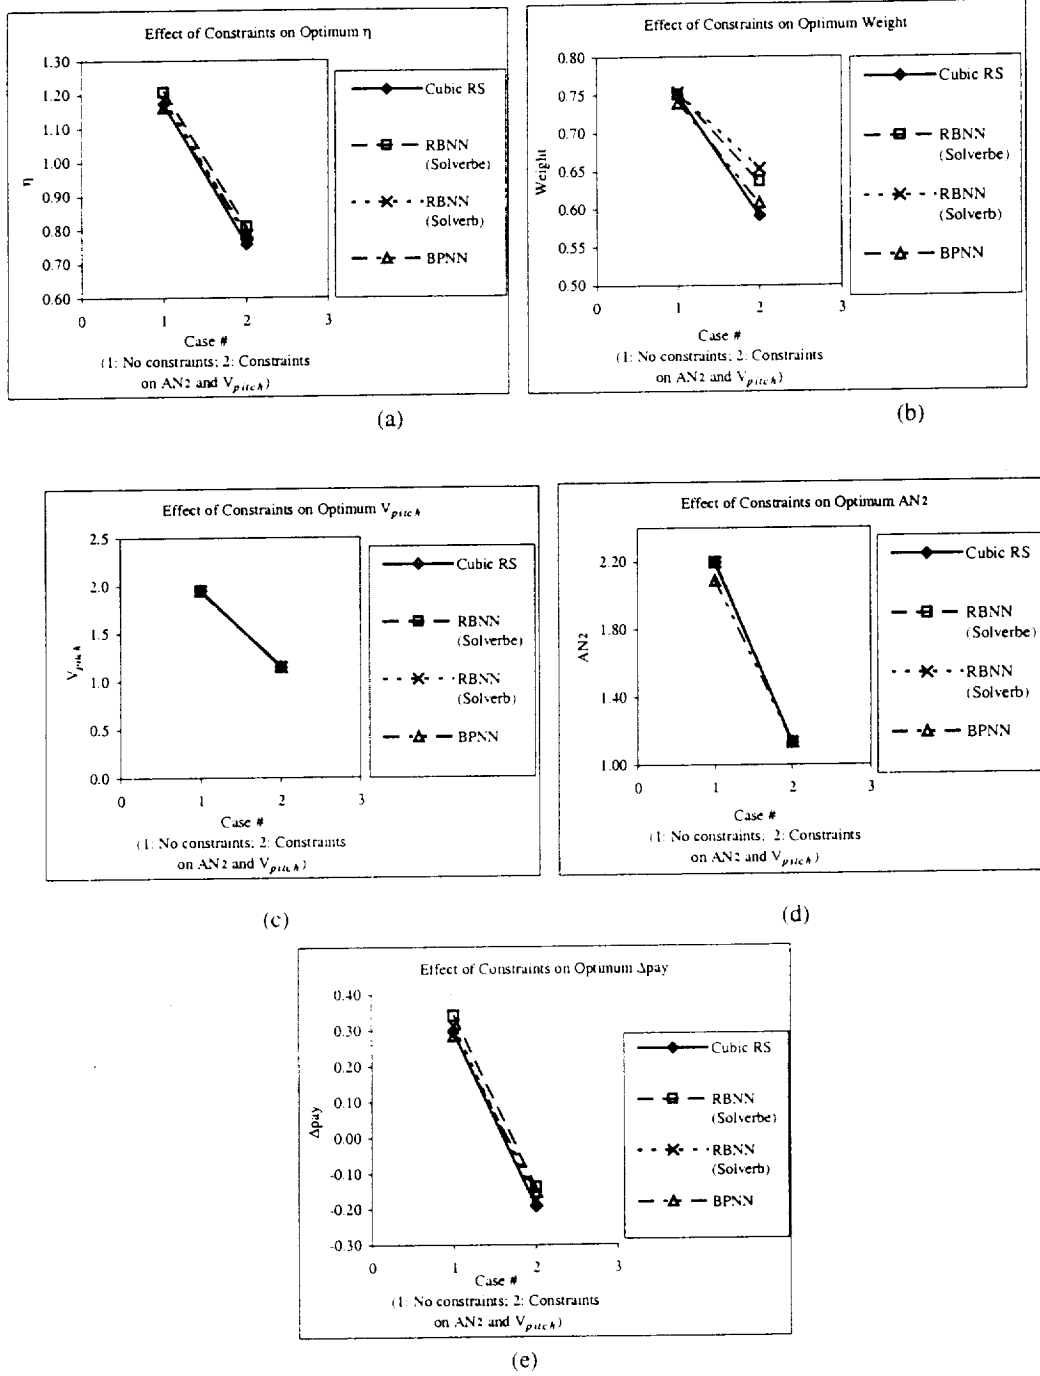 Effect of Constraints on Optimum η
1.30
1.20
1.10
1.00
0.90
0.80
0.70
0.60
η
0 1 2 3
Case #
(1: No constraints; 2: Constraints
on AN2 and Vpitch)
Cubic RS
RBNN
(Solverbe)
RBNN
(Solverb)
BPNN
(a)
Effect of Constraints on Optimum Weight
0.80
0.75
0.70
0.65
0.60
0.55
0.50
Weight
0 1 2 3
Case #
(1: No constraints; 2: Constraints
on AN2 and Vpitch)
Cubic RS
RBNN
(Solverbe)
RBNN
(Solverb)
BPNN
(b)
Effect of Constraints on Optimum Vpitch
2.5
2.0
1.5
1.0
0.0
Vpitch
0 1 2 3
Case #
(1: No constraints; 2: Constraints
on AN2 and Vpitch)
Cubic RS
RBNN
(Solverbe)
RBNN
(Solverb)
BPNN
(c)
Effect of Constraints on Optimum AN2
2.20
1.80
1.40
1.00
AN2
0 1 2 3
Case #
(1: No constraints; 2: Constraints
on AN2 and Vpitch)
Cubic RS
RBNN
(Solverbe)
RBNN
(Solverb)
BPNN
(d)
Effect of Constraints on Optimum Δpay
0.40
0.30
0.20
0.10
0.00
-0.10
-0.20
-0.30
Δpay
0 1 2 3
Case #
(1: No constraints; 2: Constraints
on AN2 and Vpitch)
Cubic RS
RBNN
(Solverbe)
RBNN
(Solverb)
BPNN
(e)